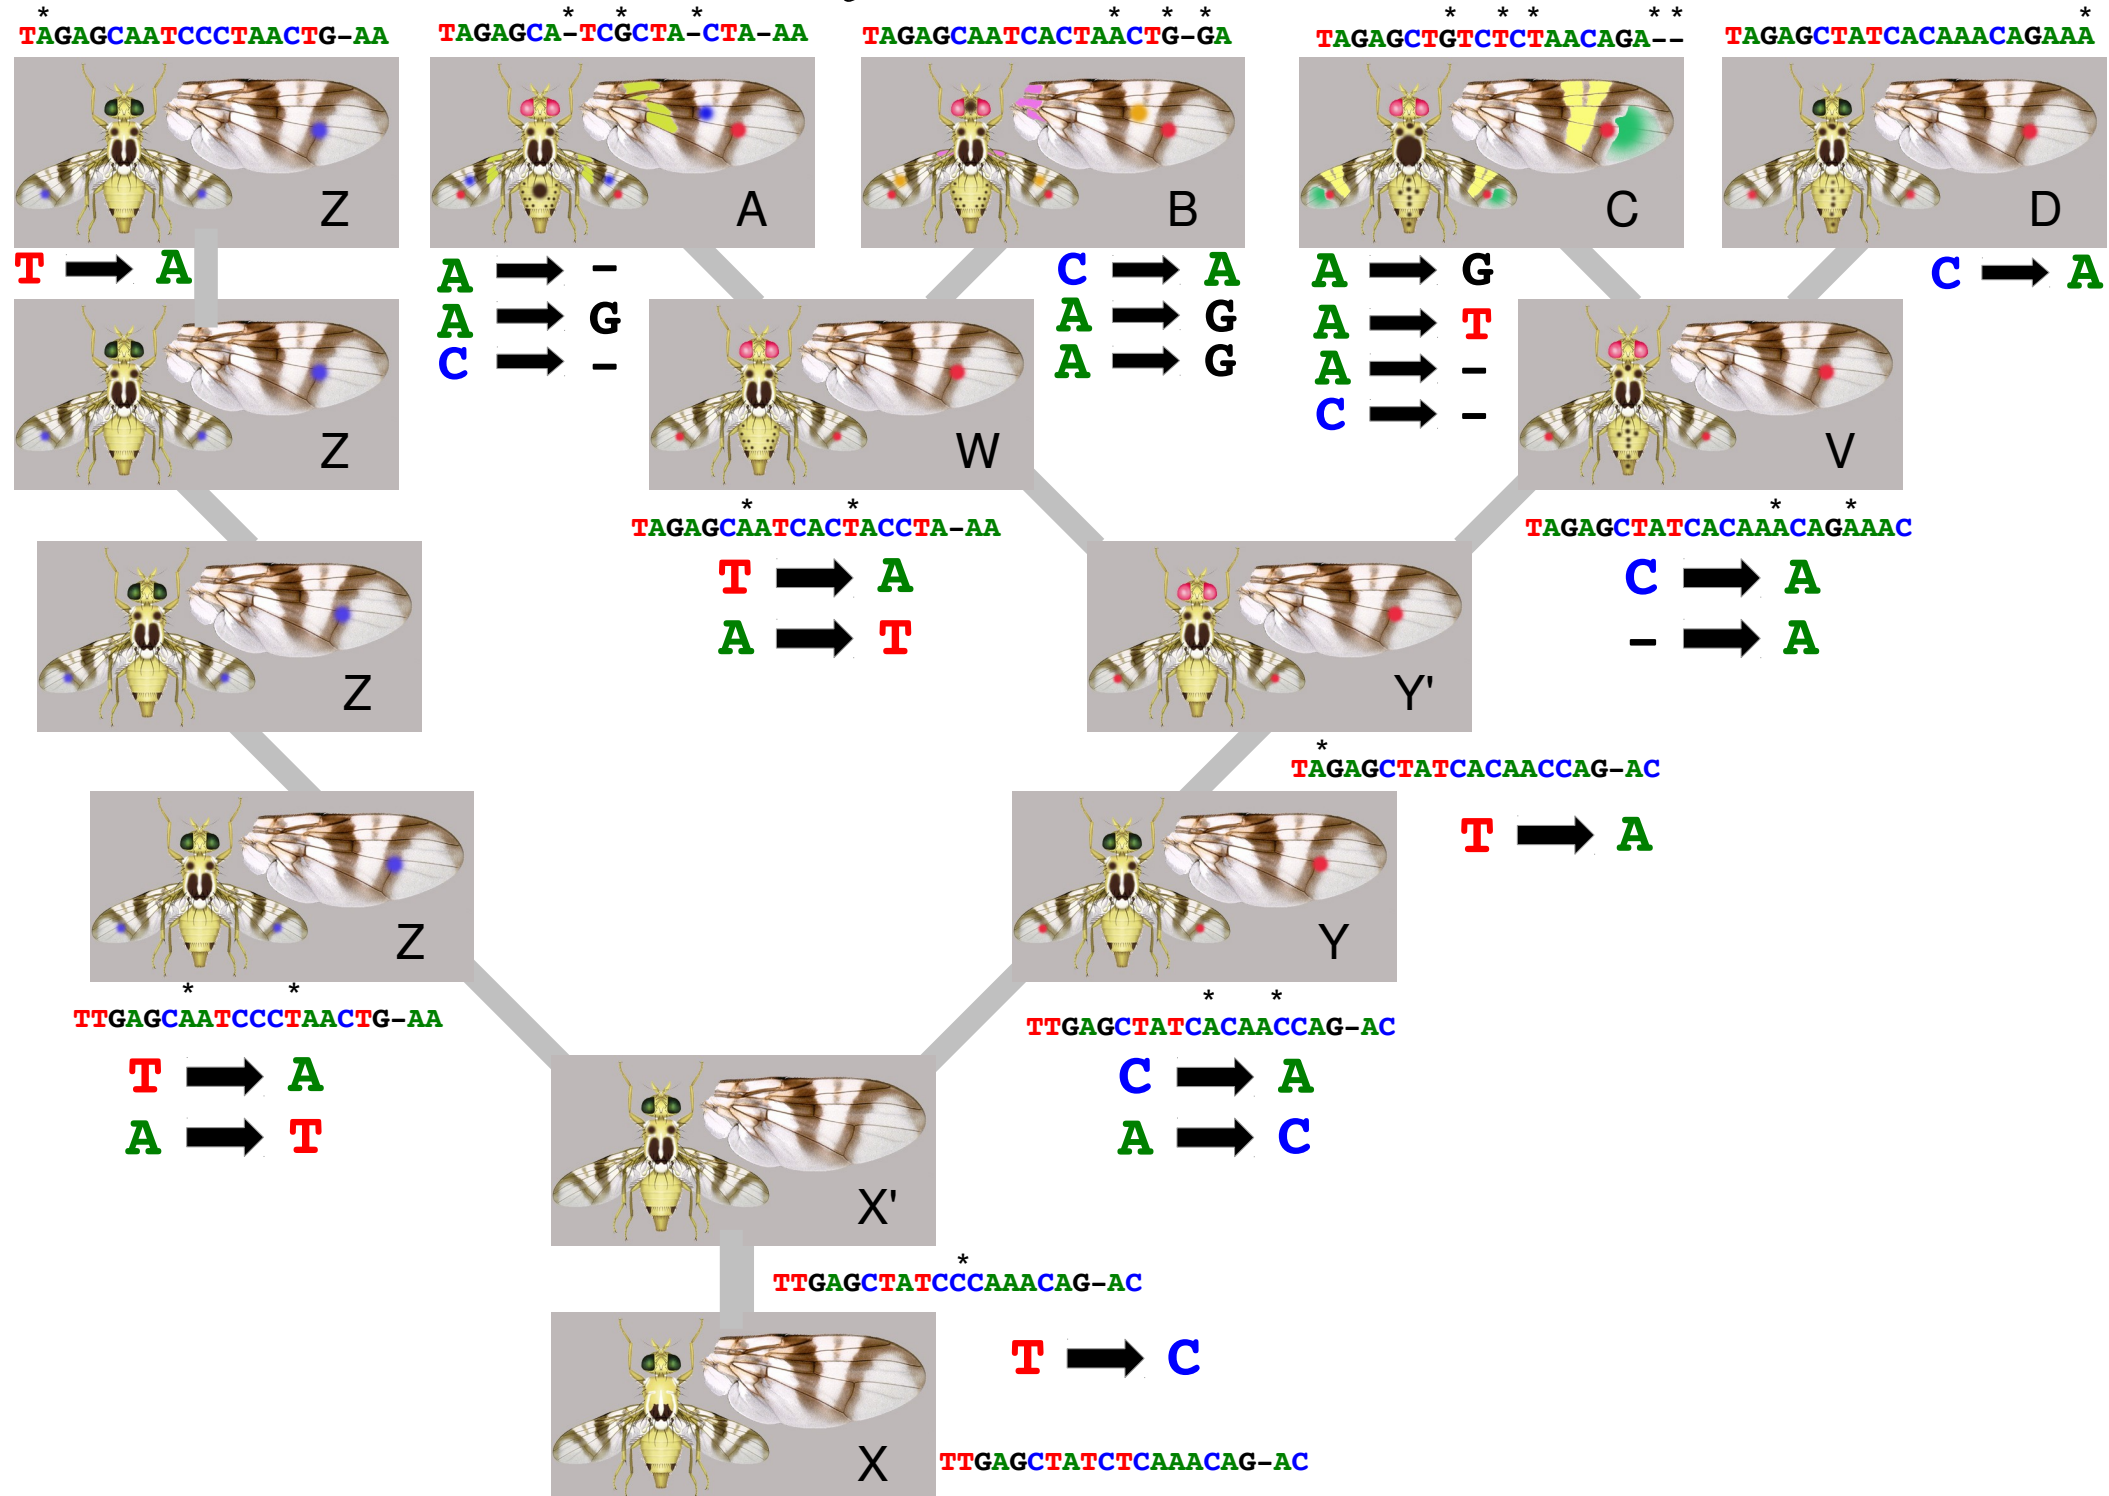 * * * * * * * * * * * * *
TAGAGCAATCCCTAACTG-AA
TAGAGCA-TCGCTA-CTA-AA
TAGAGCAATCACTAACTG-GA
TAGAGCTGTCTCTAACAGA--
TAGAGCTATCACAAACAGAAA
Z
A
B
C
D
T A
A -
A G
C -
C A
A G
A G
A G
A T
A -
C -
C A
Z
W
V
* *
TAGAGCAATCACTACCTA-AA
T A
A T
* *
TAGAGCTATCACAAACAGAAAC
C A
- A
Z
Y'
*
TAGAGCTATCACAACCAG-AC
T A
Z
Y
* *
TTGAGCAATCCCTAACTG-AA
T A
A T
* *
TTGAGCTATCACAACCAG-AC
C A
A C
X'
*
TTGAGCTATCCCAAACAG-AC
T C
X
TTGAGCTATCTCAAACAG-AC